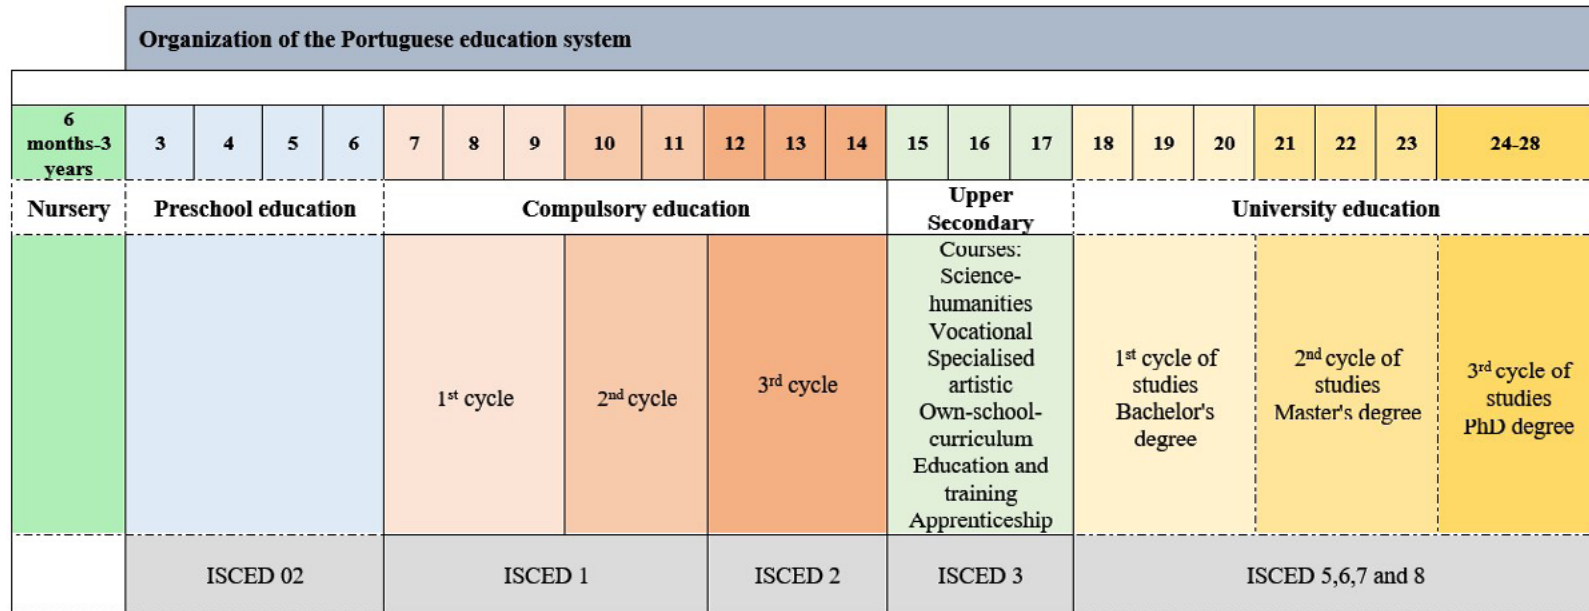 Organization of the Portuguese education system
6
months-3
years
3
4
5
6
7
8
9
10
11
12
13
14
15
16
17
18
19
20
21
22
23
24-28
Nursery
Preschool education
Compulsory education
Upper
Secondary
University education
1st cycle
2nd cycle
3rd cycle
Courses:
Science-
humanities
Vocational
Specialised
artistic
Own-school-
curriculum
Education and
training
Apprenticeship
1st cycle of
studies
Bachelor's
degree
2nd cycle of
studies
Master's degree
3rd cycle of
studies
PhD degree
ISCED 02
ISCED 1
ISCED 2
ISCED 3
ISCED 5,6,7 and 8